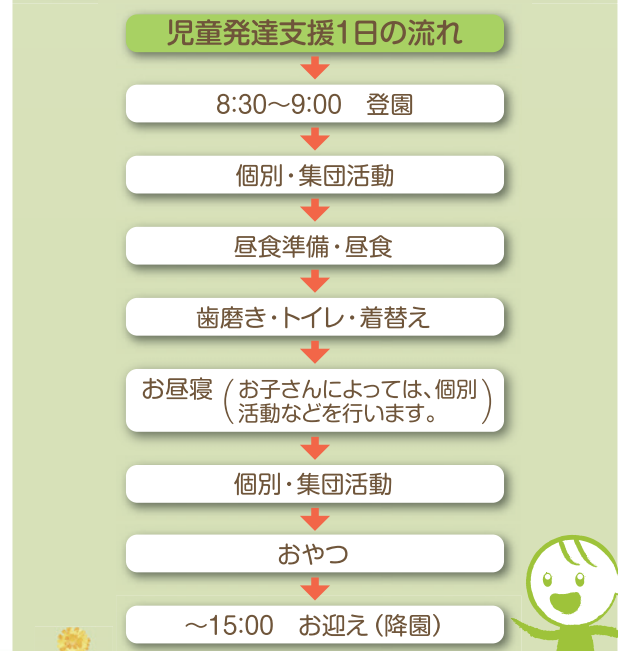 児童発達支援1日の流れ
8:30〜9:00　登園
個別・集団活動
昼食準備・昼食
歯磨き・トイレ・着替え
お昼寝（お子さんによっては、個別
活動などを行います。）
個別・集団活動
おやつ
〜15:00　お迎え（降園）